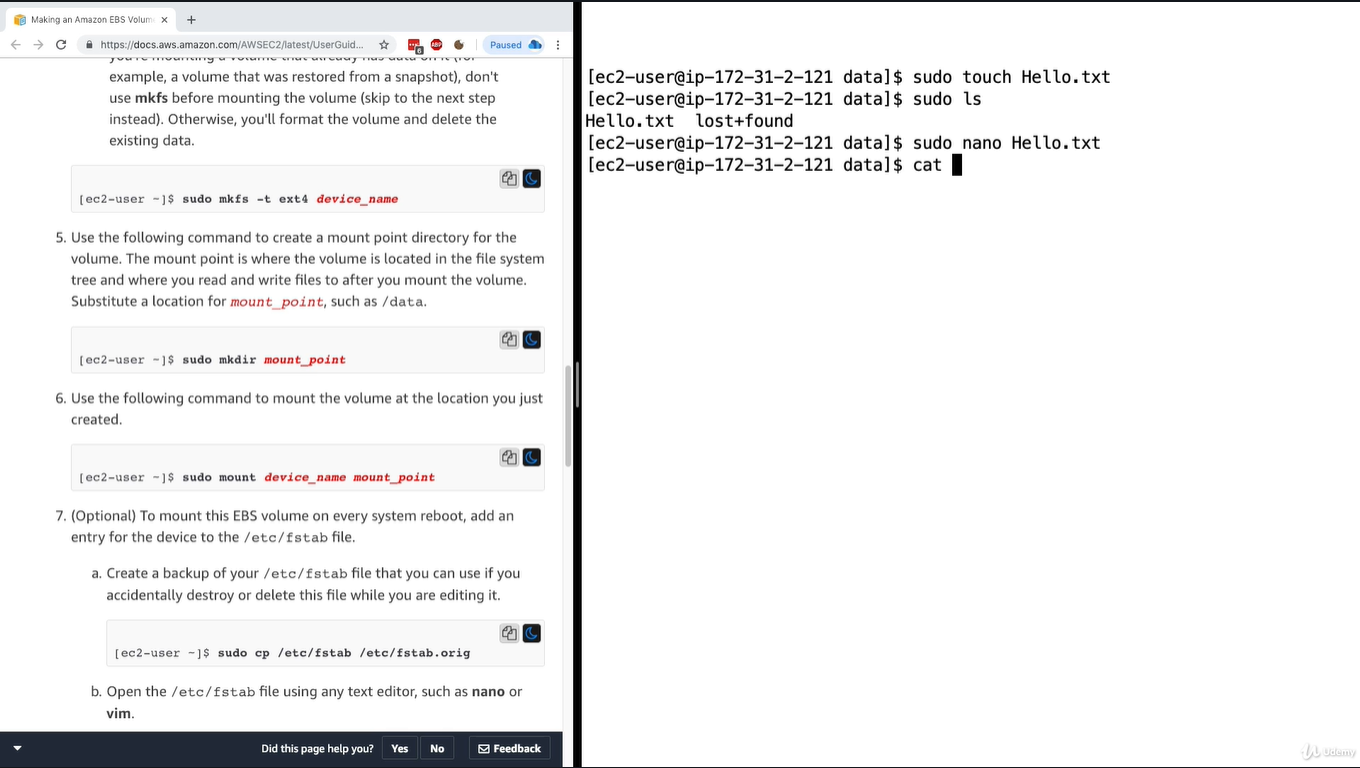 Making an Amazon EBS Volum
https://docs.aws.amazon.com/AWSEC2/latest/UserGuid...
6
ABP
Paused
you're mounting a volume that already has data on it (for
example, a volume that was restored from a snapshot), don't
use mkfs before mounting the volume (skip to the next step
instead). Otherwise, you'll format the volume and delete the
existing data.
[ec2-user ~]$ sudo mkfs -t ext4 device_name
5. Use the following command to create a mount point directory for the
volume. The mount point is where the volume is located in the file system
tree and where you read and write files to after you mount the volume.
Substitute a location for mount_point, such as /data.
[ec2-user ~]$ sudo mkdir mount_point
6. Use the following command to mount the volume at the location you just
created.
[ec2-user ~]$ sudo mount device_name mount_point
7. (Optional) To mount this EBS volume on every system reboot, add an
entry for the device to the /etc/fstab file.
a. Create a backup of your /etc/fstab file that you can use if you
accidentally destroy or delete this file while you are editing it.
[ec2-user ~]$ sudo cp /etc/fstab /etc/fstab.orig
b. Open the /etc/fstab file using any text editor, such as nano or
vim.
Did this page help you? Yes No Feedback
[ec2-user@ip-172-31-2-121 data]$ sudo touch Hello.txt
[ec2-user@ip-172-31-2-121 data]$ sudo ls
Hello.txt lost+found
[ec2-user@ip-172-31-2-121 data]$ sudo nano Hello.txt
[ec2-user@ip-172-31-2-121 data]$ cat
Udemy